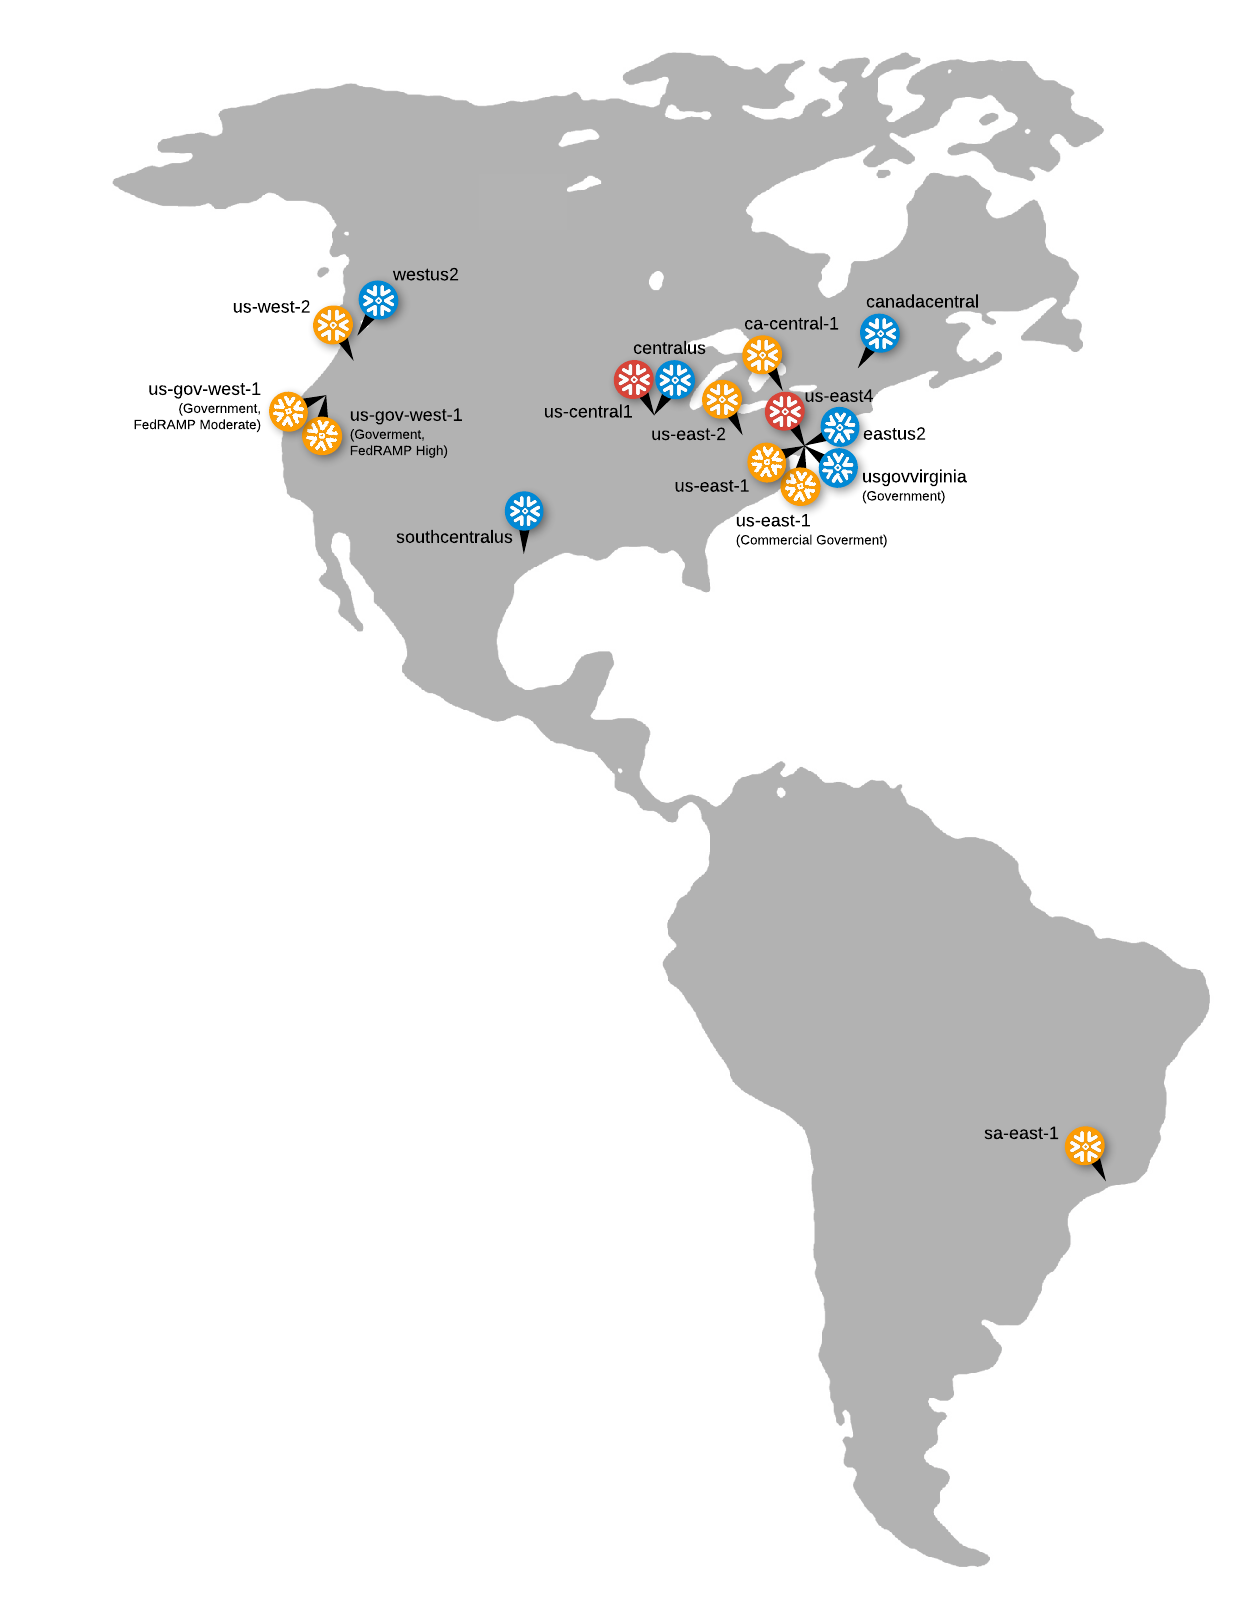 westus2
us-west-2
canadacentral
ca-central-1
centralus
us-gov-west-1
(Government,
FedRAMP Moderate)
us-east4
us-central1
us-gov-west-1
(Goverment,
FedRAMP High)
us-east-2
eastus2
usgovvirginia
(Government)
us-east-1
us-east-1
(Commercial Goverment)
southcentralus
sa-east-1